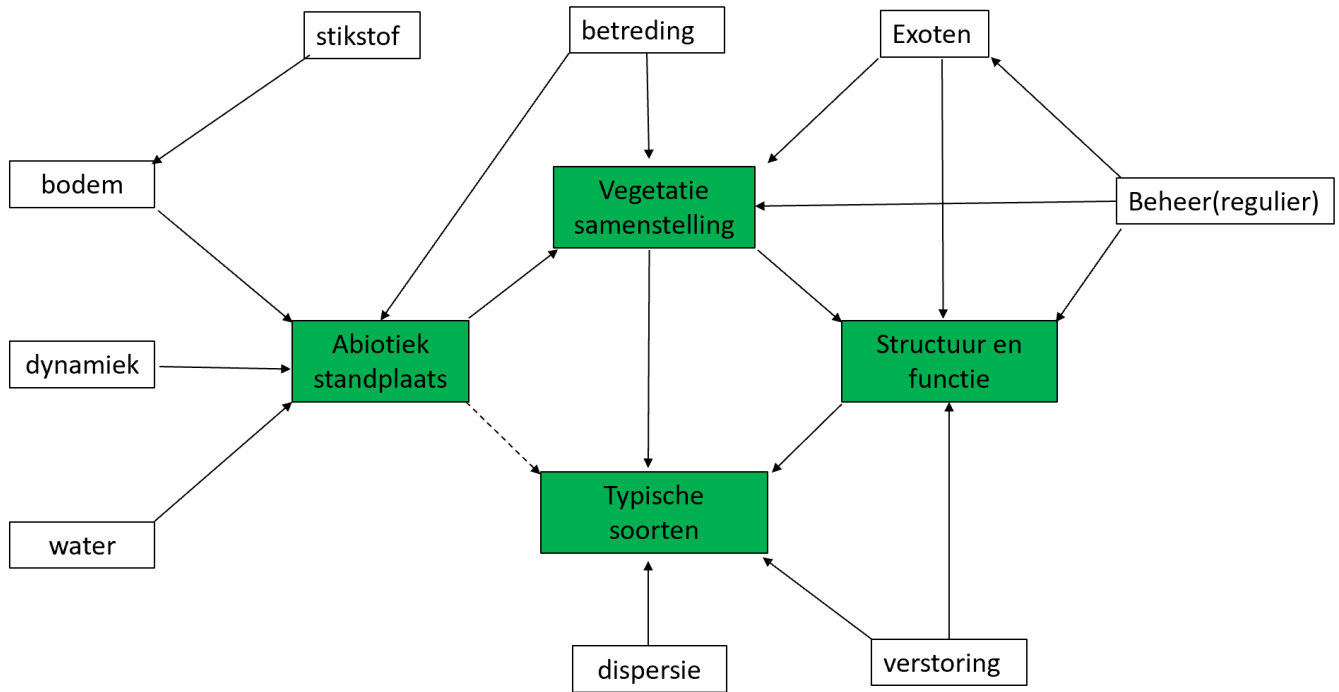 stikstof
betreding
Exoten
bodem
Vegetatie
samenstelling
Beheer(regulier)
dynamiek
Abiotiek
standplaats
Structuur en
functie
water
Typische
soorten
dispersie
verstoring